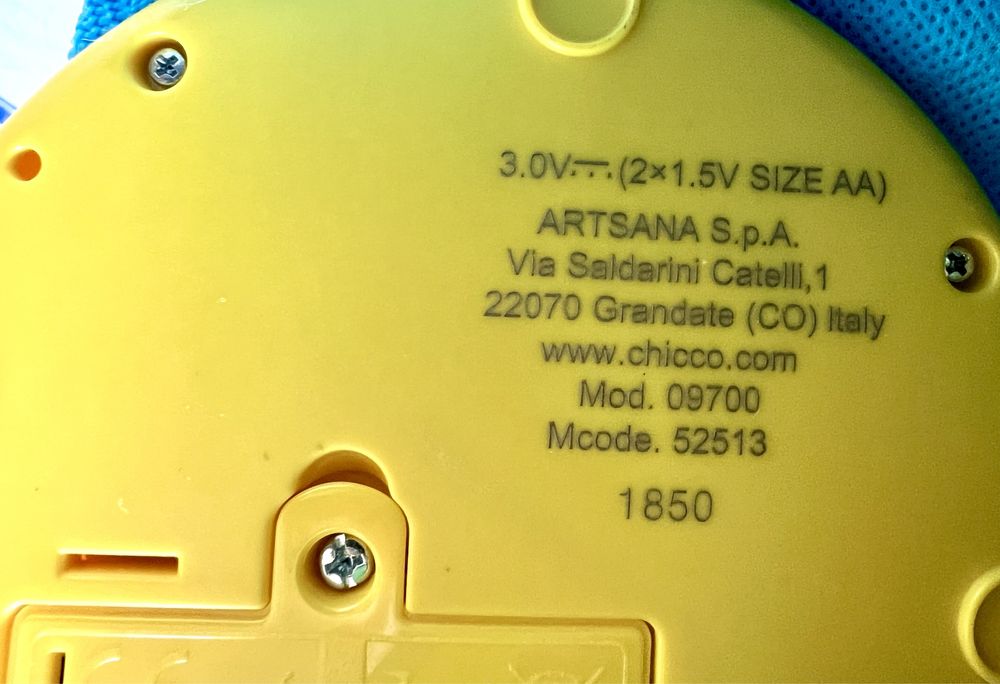 3.0V⎓(2×1.5V SIZE AA)
ARTSANA S.p.A.
Via Saldarini Catelli,1
22070 Grandate (CO) Italy
www.chicco.com
Mod. 09700
Mcode. 52513
1850